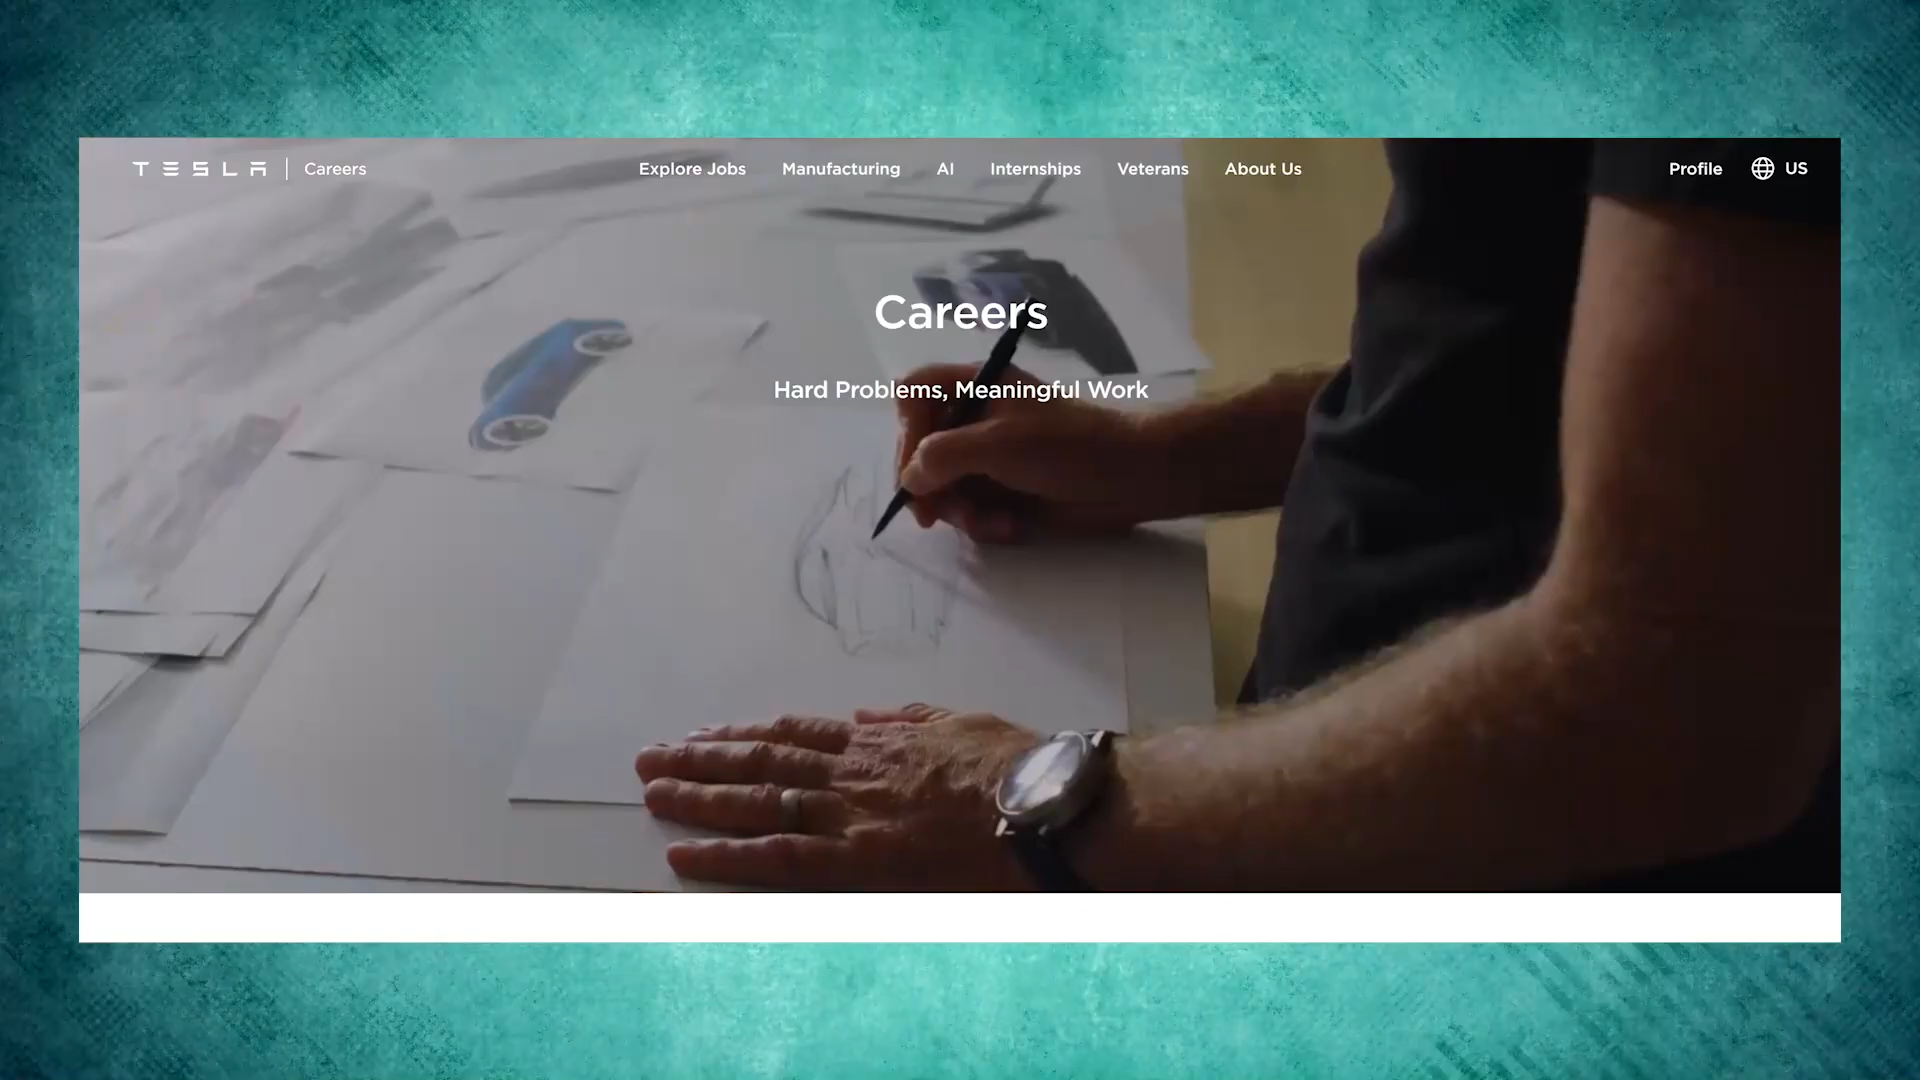 TESLA | Careers
Explore Jobs Manufacturing AI Internships Veterans About Us
Profile US
Careers
Hard Problems, Meaningful Work